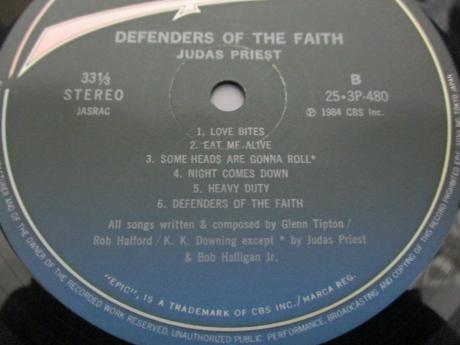 DEFENDERS OF THE FAITH
JUDAS PRIEST
33⅓
STEREO
JASRAC
B
25•3P-480
Ⓟ 1984 CBS Inc.
1. LOVE BITES
2. EAT ME ALIVE
3. SOME HEADS ARE GONNA ROLL*
4. NIGHT COMES DOWN
5. HEAVY DUTY
6. DEFENDERS OF THE FAITH
All songs written & composed by Glenn Tipton/
Rob Halford/K. K. Downing except * by Judas Priest
& Bob Halligan Jr.
"EPIC", IS A TRADEMARK OF CBS INC./MARCA REG.
MANUFACTURER AND OF THE OWNER OF THE RECORDED WORK RESERVED. UNAUTHORIZED PUBLIC PERFORMANCE, BROADCASTING AND COPYING OF THIS RECORD PROHIBITED